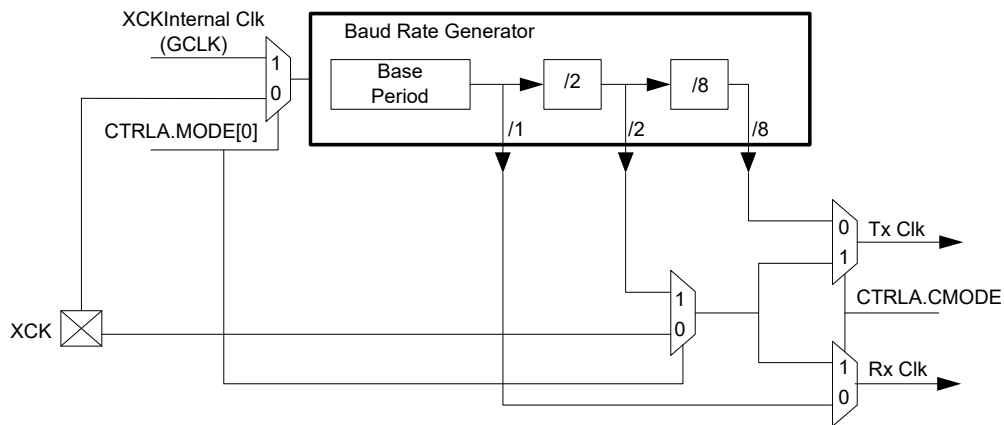 XCKInternal Clk
(GCLK)
Baud Rate Generator
1
0
Base
Period
/2
/8
CTRLA.MODE[0]
/1
/2
/8
0
Tx Clk
1
1
CTRLA.CMODE
XCK
0
1
Rx Clk
0